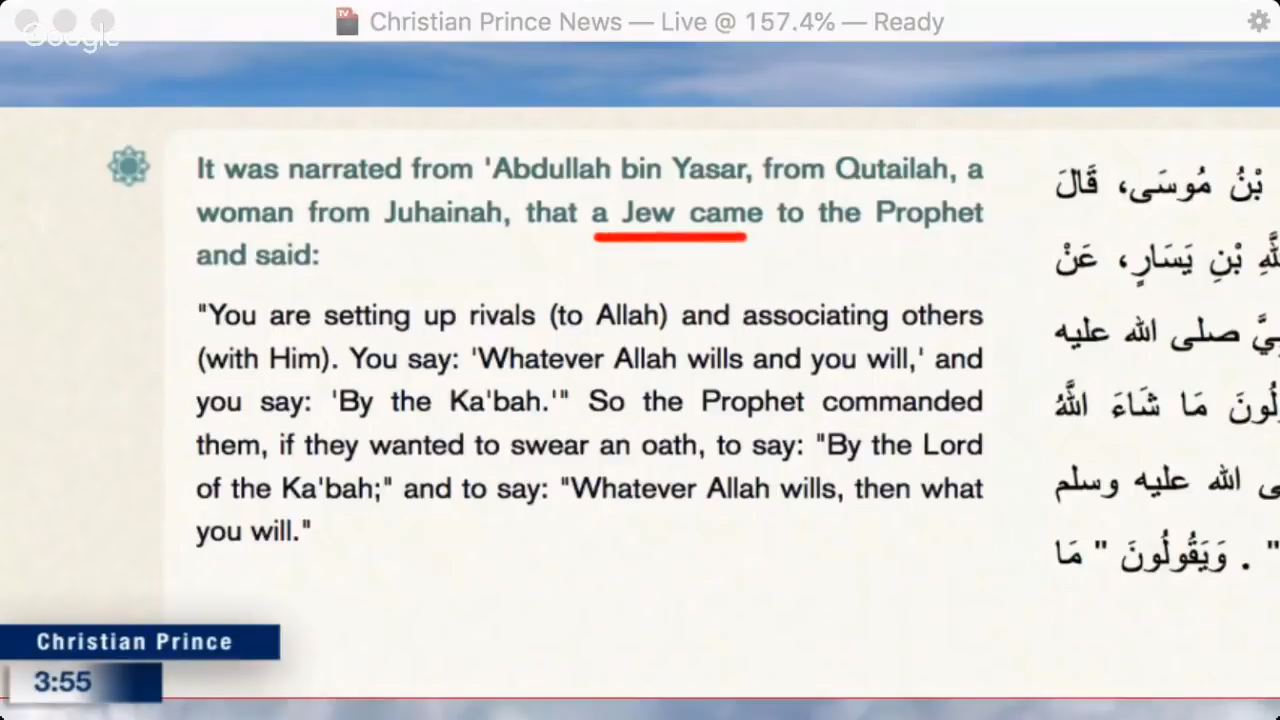 Christian Prince News — Live @ 157.4% — Ready
Google
It was narrated from 'Abdullah bin Yasar, from Qutailah, a
woman from Juhainah, that a Jew came to the Prophet
and said:
"You are setting up rivals (to Allah) and associating others
(with Him). You say: 'Whatever Allah wills and you will,' and
you say: 'By the Ka'bah.'" So the Prophet commanded
them, if they wanted to swear an oath, to say: "By the Lord
of the Ka'bah;" and to say: "Whatever Allah wills, then what
you will."
بْنُ مُوسَى، قَالَ
بْنِ يَسَارٍ، عَنْ
صلى الله عليه
مَا شَاءَ اللَّهُ
الله عليه وسلم
" . وَيَقُولُونَ " مَا
Christian Prince
3:55